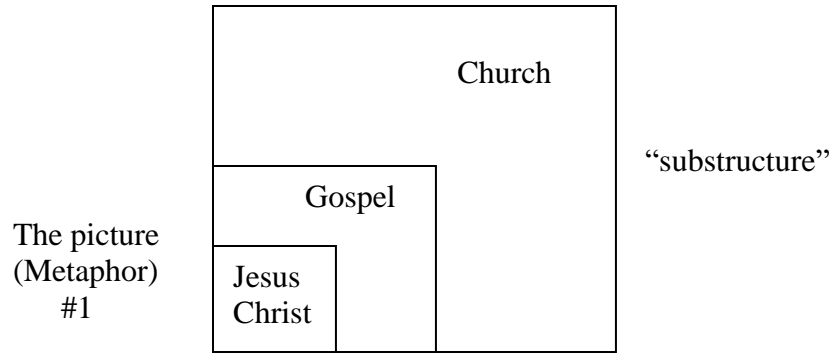 Church
“substructure”
Gospel
The picture
(Metaphor)
#1
Jesus
Christ